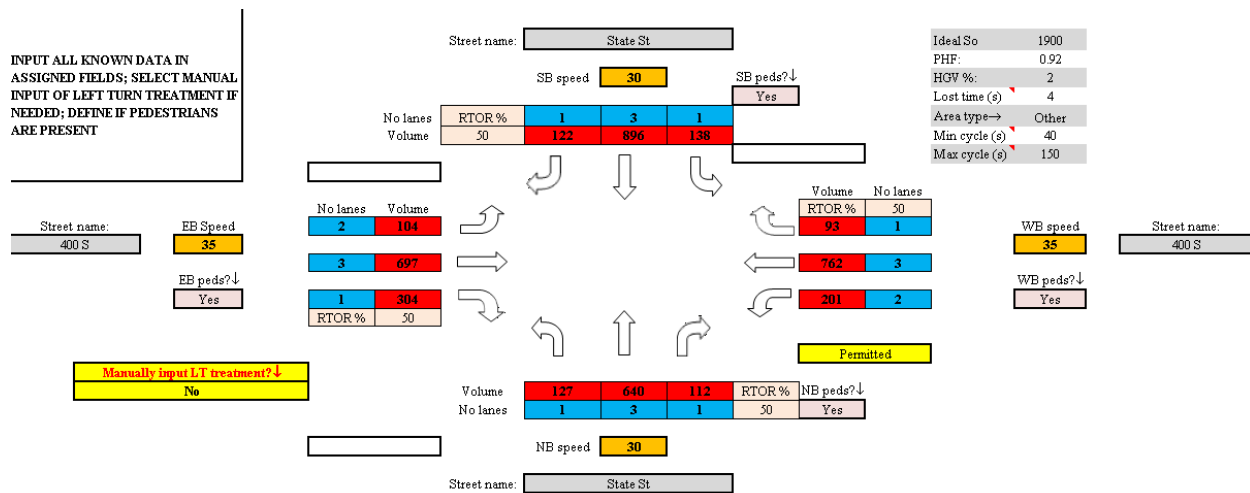 Street name: State St
Ideal So 1900
INPUT ALL KNOWN DATA IN
ASSIGNED FIELDS; SELECT MANUAL
INPUT OF LEFT TURN TREATMENT IF
NEEDED; DEFINE IF PEDESTRIANS
ARE PRESENT
PHF: 0.92
SB speed 30 SB peds?↓
HGV %: 2
Yes
Lost time (s) 4
No lanes RTOR % 1 3 1
Area type→ Other
Volume 50 122 896 138
Min cycle (s) 40
Max cycle (s) 150
Volume No lanes
No lanes Volume
RTOR % 50
Street name: EB Speed 2 104
93 1 WB speed Street name:
400 S 35
35 400 S
3 697
762 3
EB peds?↓
WB peds?↓
Yes 1 304
201 2 Yes
RTOR % 50
Permitted
Manually input LT treatment?↓
No
Volume 127 640 112 RTOR % NB peds?↓
No lanes 1 3 1 50 Yes
NB speed 30
Street name: State St